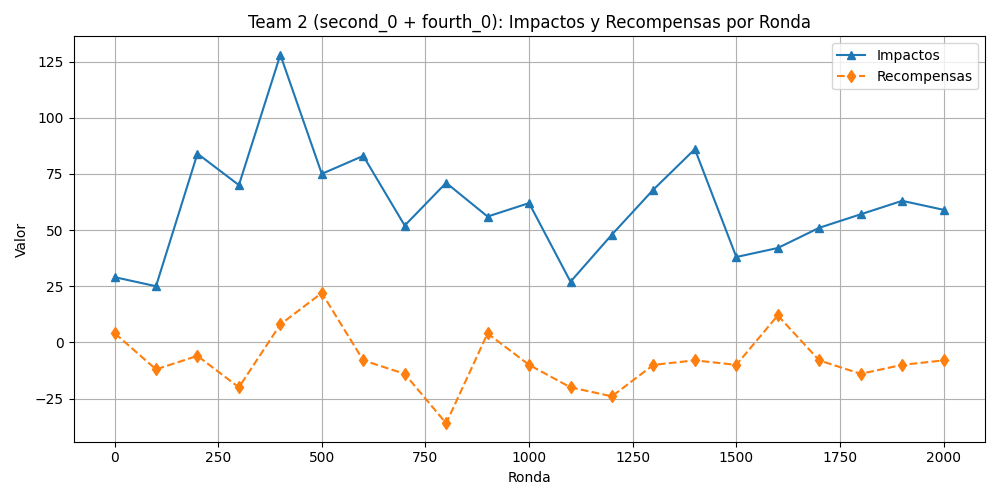 Team 2 (second_0 + fourth_0): Impactos y Recompensas por Ronda
Impactos
Recompensas
125
100
75
50
25
0
−25
Valor
0 250 500 750 1000 1250 1500 1750 2000
Ronda